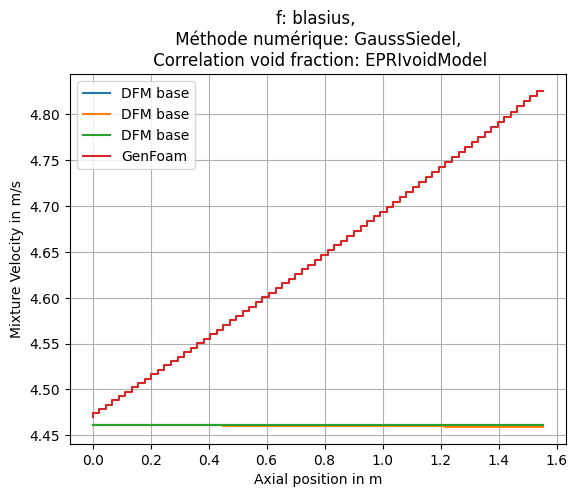 f: blasius,
Méthode numérique: GaussSiedel,
Correlation void fraction: EPRIvoidModel
DFM base
DFM base
DFM base
GenFoam
Mixture Velocity in m/s
4.80
4.75
4.70
4.65
4.60
4.55
4.50
4.45
0.0 0.2 0.4 0.6 0.8 1.0 1.2 1.4 1.6
Axial position in m